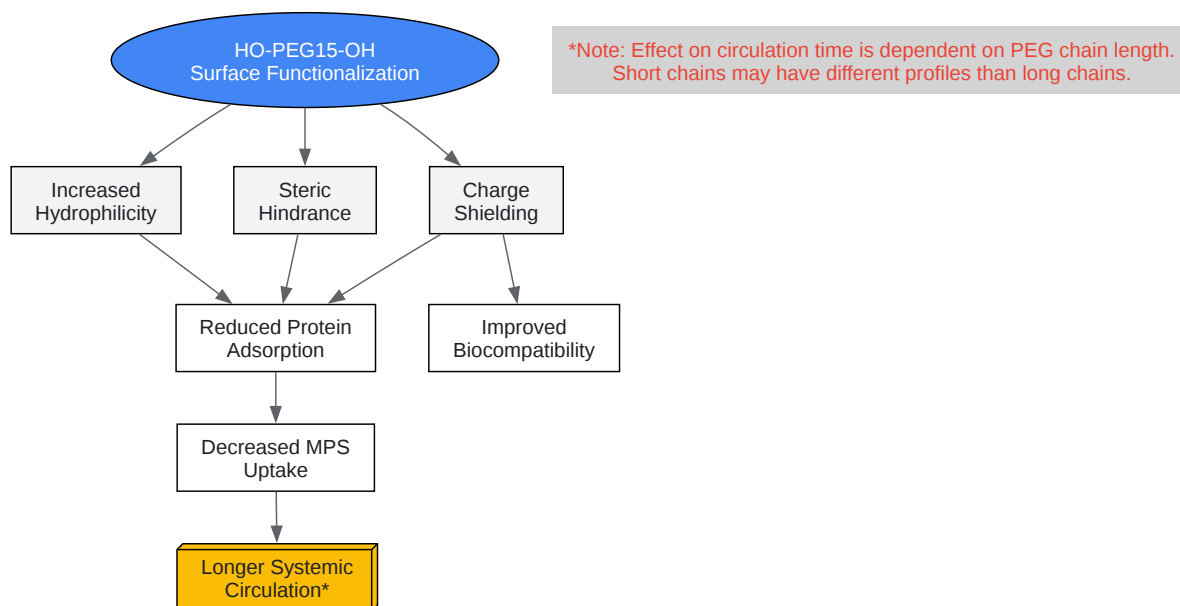 HO-PEG15-OH
Surface Functionalization
*Note: Effect on circulation time is dependent on PEG chain length.
Short chains may have different profiles than long chains.
Increased
Hydrophilicity
Steric
Hindrance
Charge
Shielding
Reduced Protein
Adsorption
Improved
Biocompatibility
Decreased MPS
Uptake
Longer Systemic
Circulation*